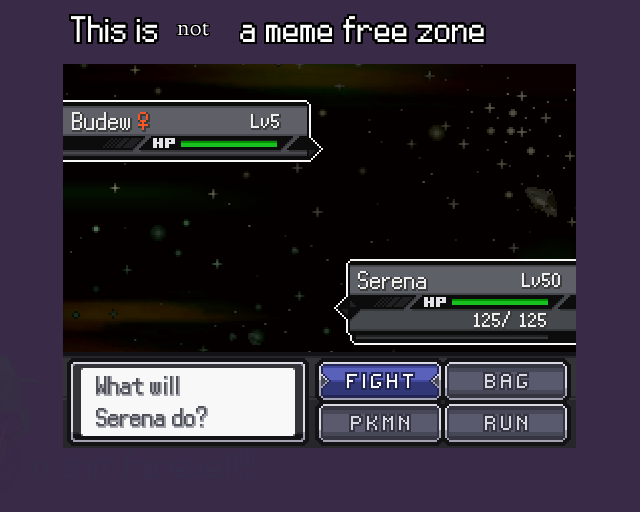 This is not a meme free zone
Budew♀ Lv5
HP
Serena Lv50
HP
125/ 125
What will
Serena do?
FIGHT BAG
PKMN RUN